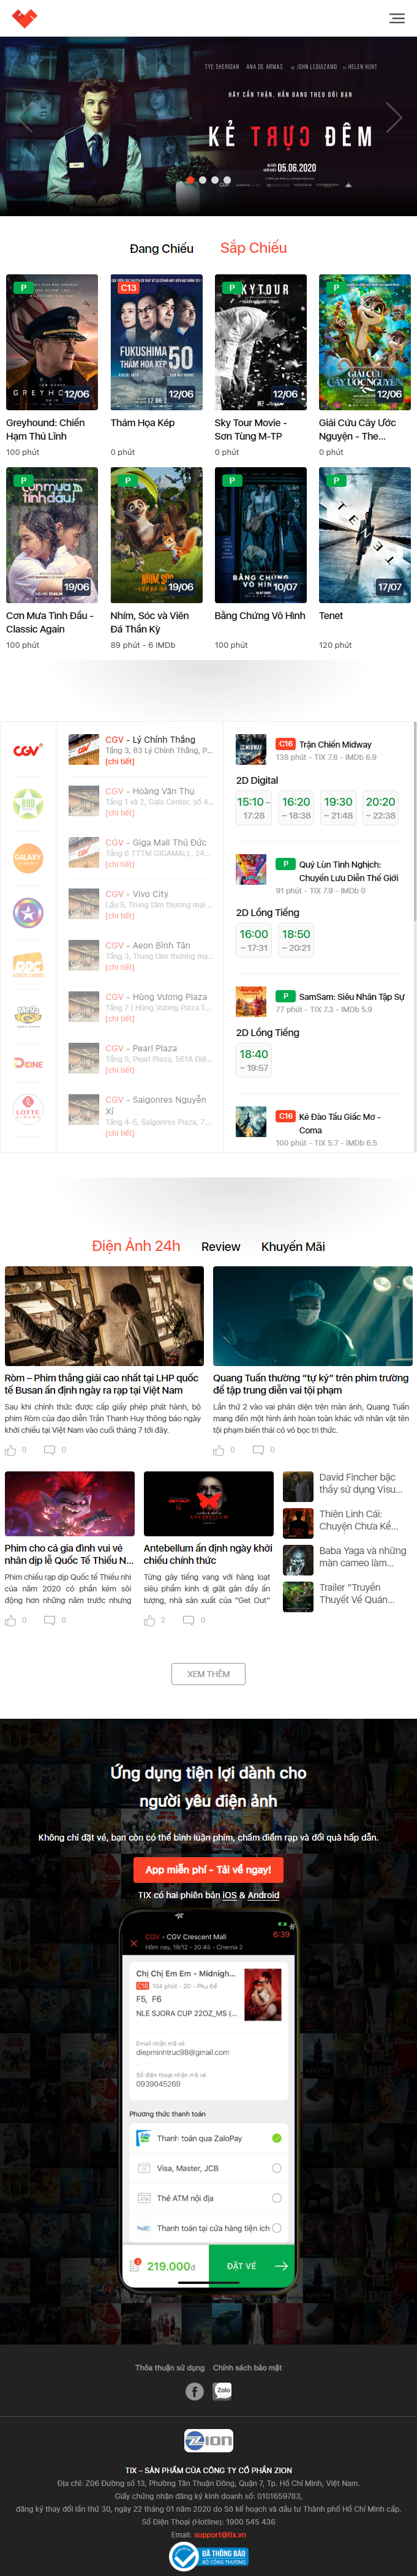 TYE SHERIDAN ANA DE ARMAS JOHN LEGUIZAMO HELEN HUNT
HÃY CẨN THẬN, HẮN ĐANG THEO DÕI BẠN
KẺ TRỰC ĐÊM
05.06.2020
Đang Chiếu Sắp Chiếu
P
GREYHOUND
12/06
C13
FUKUSHIMA 50
THẢM HỌA KÉP
12/06
P
SKYTOUR
12/06
P
GIẢI CỨU
CÂY ƯỚC NGUYỆN
12/06
Greyhound: Chiến
Hạm Thủ Lĩnh
100 phút
Thảm Họa Kép
0 phút
Sky Tour Movie -
Sơn Tùng M-TP
0 phút
Giải Cứu Cây Ước
Nguyện - The...
0 phút
P
cơn mưa
tình đầu
19/06
P
NHÍM, SÓC
19/06
P
BẰNG CHỨNG
VÔ HÌNH
10/07
P
TENET
17/07
Cơn Mưa Tình Đầu -
Classic Again
100 phút
Nhím, Sóc và Viên
Đá Thần Kỳ
89 phút - 6 IMDb
Bằng Chứng Vô Hình
100 phút
Tenet
120 phút
CGV
BHD
GALAXY
CINEMA
DDC
Mega
DCINE
LOTTE
CINEMA
CGV - Lý Chính Thắng
Tầng 3, 83 Lý Chính Thắng, P...
[chi tiết]
CGV - Hoàng Văn Thụ
Tầng 1 và 2, Gala Center, số 4...
[chi tiết]
CGV - Giga Mall Thủ Đức
Tầng 6 TTTM GIGAMALL, 24...
[chi tiết]
CGV - Vivo City
Lầu 5, Trung tâm thương mại ...
[chi tiết]
CGV - Aeon Bình Tân
Tầng 3, Trung tâm thương mạ...
[chi tiết]
CGV - Hùng Vương Plaza
Tầng 7 | Hùng Vương Plaza 1...
[chi tiết]
CGV - Pearl Plaza
Tầng 5, Pearl Plaza, 561A Điệ...
[chi tiết]
CGV - Saigonres Nguyễn
Xí
Tầng 4-5, Saigonres Plaza, 7...
[chi tiết]
C16 Trận Chiến Midway
138 phút - TIX 7.8 - IMDb 6.9
2D Digital
15:10 ~ 17:28
16:20 ~ 18:38
19:30 ~ 21:48
20:20 ~ 22:38
P Quỷ Lùn Tinh Nghịch:
Chuyến Lưu Diễn Thế Giới
91 phút - TIX 7.9 - IMDb 0
2D Lồng Tiếng
16:00 ~ 17:31
18:50 ~ 20:21
P SamSam: Siêu Nhân Tập Sự
77 phút - TIX 7.3 - IMDb 5.9
2D Lồng Tiếng
18:40 ~ 19:57
C16 Kẻ Đào Tẩu Giấc Mơ -
Coma
100 phút - TIX 5.7 - IMDb 6.5
Điện Ảnh 24h Review Khuyến Mãi
Ròm – Phim thắng giải cao nhất tại LHP quốc
tế Busan ấn định ngày ra rạp tại Việt Nam
Sau khi chính thức được cấp giấy phép phát hành, bộ
phim Ròm của đạo diễn Trần Thanh Huy thông báo ngày
khởi chiếu tại Việt Nam vào cuối tháng 7 tới đây.
0 0
Quang Tuấn thường “tự kỷ” trên phim trường
để tập trung diễn vai tội phạm
Lần thứ 2 vào vai phản diện trên màn ảnh, Quang Tuấn
mang đến một hình ảnh hoàn toàn khác với nhân vật tên
tội phạm biến thái có vỏ bọc trí thức.
0 0
Phim cho cả gia đình vui vẻ
nhân dịp lễ Quốc Tế Thiếu N...
Phim chiếu rạp dịp Quốc tế Thiếu nhi
của năm 2020 có phần kém sôi
động hơn những năm trước nhưng
0 0
GET OUT
ANTEBELLUM
Antebellum ấn định ngày khởi
chiếu chính thức
Từng gây tiếng vang với hàng loạt
siêu phẩm kinh dị giật gân đầy ấn
tượng, nhà sản xuất của “Get Out”
2 0
David Fincher bậc
thầy sử dụng Visu...
Thiên Linh Cái:
Chuyện Chưa Kể...
Baba Yaga và những
màn cameo làm...
Trailer “Truyền
Thuyết Về Quán...
XEM THÊM
Ứng dụng tiện lợi dành cho
người yêu điện ảnh
Không chỉ đặt vé, bạn còn có thể bình luận phim, chấm điểm rạp và đổi quà hấp dẫn.
App miễn phí - Tải về ngay!
TIX có hai phiên bản iOS & Android
CGV - CGV Crescent Mall
Hôm nay, 19/12 - 20:45 - Cinema 2
6:39
Chị Chị Em Em - Midnigh...
C18 104 phút - 2D - Phụ Đề
F5, F6
NLE SJORA CUP 22OZ_MS (...
Email nhận mã vé
diepminhtruc98@gmail.com
Số điện thoại nhận mã vé
0939045269
Phương thức thanh toán
Thanh toán qua ZaloPay
Visa, Master, JCB
Thẻ ATM nội địa
Thanh toán tại cửa hàng tiện ích
219.000đ
ĐẶT VÉ
Thỏa thuận sử dụng Chính sách bảo mật
Zalo
ZION
TIX – SẢN PHẨM CỦA CÔNG TY CỔ PHẦN ZION
Địa chỉ: Z06 Đường số 13, Phường Tân Thuận Đông, Quận 7, Tp. Hồ Chí Minh, Việt Nam.
Giấy chứng nhận đăng ký kinh doanh số: 0101659783,
đăng ký thay đổi lần thứ 30, ngày 22 tháng 01 năm 2020 do Sở kế hoạch và đầu tư Thành phố Hồ Chí Minh cấp.
Số Điện Thoại (Hotline): 1900 545 436
Email: support@tix.vn
ĐÃ THÔNG BÁO
BỘ CÔNG THƯƠNG